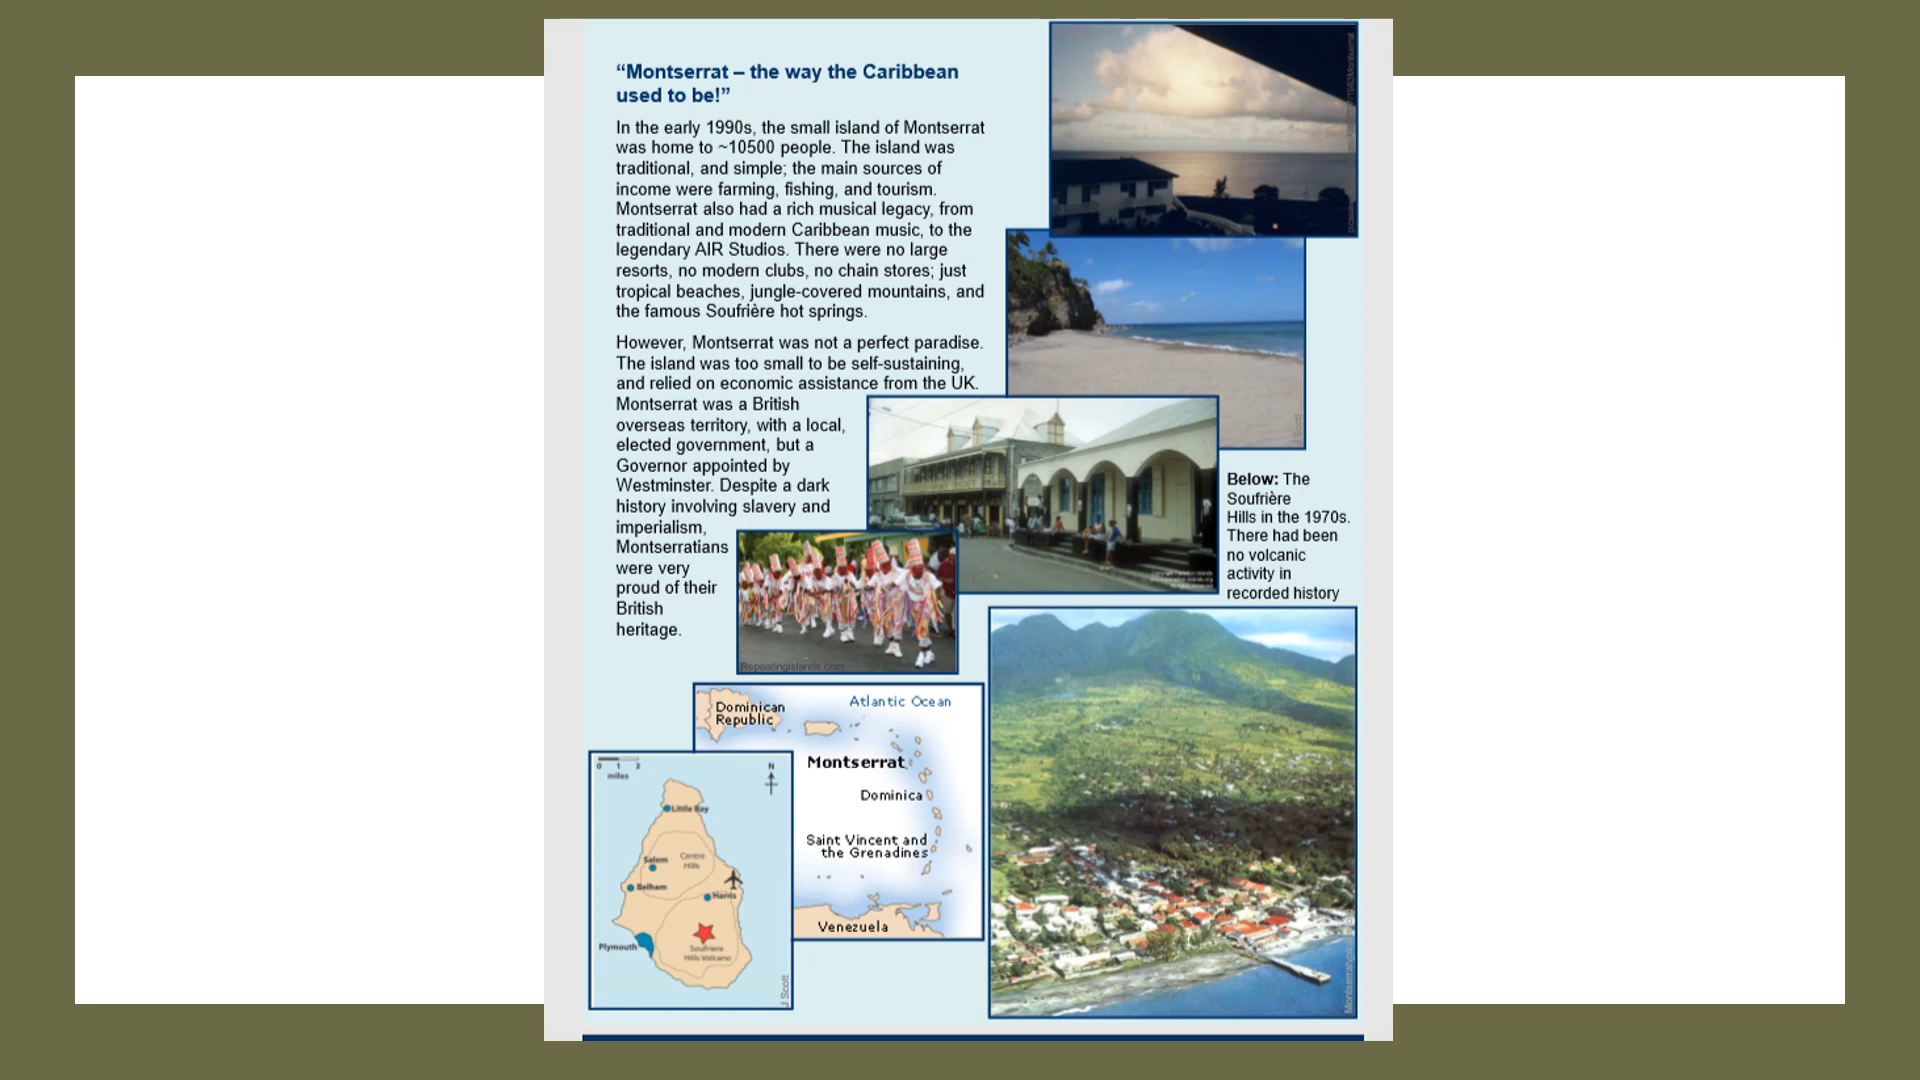 “Montserrat – the way the Caribbean
used to be!”
In the early 1990s, the small island of Montserrat
was home to ~10500 people. The island was
traditional, and simple; the main sources of
income were farming, fishing, and tourism.
Montserrat also had a rich musical legacy, from
traditional and modern Caribbean music, to the
legendary AIR Studios. There were no large
resorts, no modern clubs, no chain stores; just
tropical beaches, jungle-covered mountains, and
the famous Soufrière hot springs.
However, Montserrat was not a perfect paradise.
The island was too small to be self-sustaining,
and relied on economic assistance from the UK.
Montserrat was a British
overseas territory, with a local,
elected government, but a
Governor appointed by
Westminster. Despite a dark
history involving slavery and
imperialism,
Montserratians
were very
proud of their
British
heritage.
J Scott
Below: The
Soufrière
Hills in the 1970s.
There had been
no volcanic
activity in
recorded history
Repeatingislands.com
Dominican
Republic
Atlantic Ocean
Montserrat
Dominica
Saint Vincent and
the Grenadines
Venezuela
0 1 2
miles
N
Little Bay
Salem
Centre
Hills
Belham
Harris
Plymouth
Soufriere
Hills Volcano
J Scott